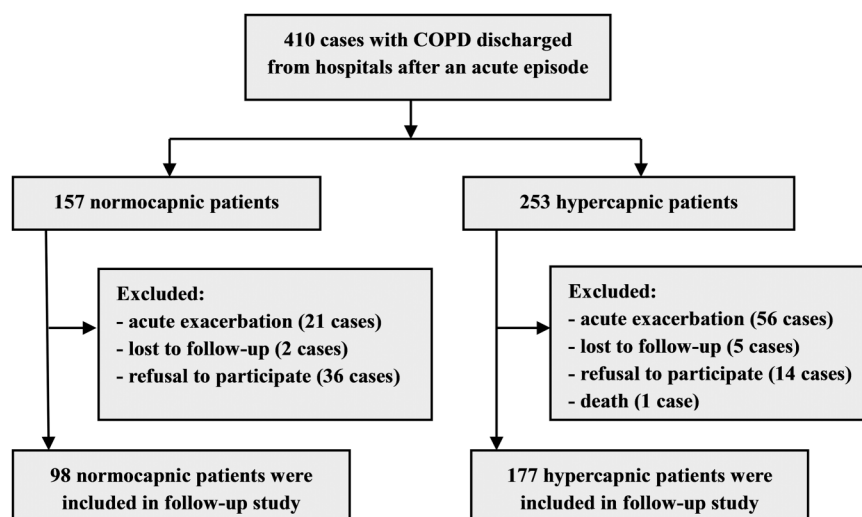 410 cases with COPD discharged
from hospitals after an acute episode
157 normocapnic patients
253 hypercapnic patients
Excluded:
- acute exacerbation (21 cases)
- lost to follow-up (2 cases)
- refusal to participate (36 cases)
Excluded:
- acute exacerbation (56 cases)
- lost to follow-up (5 cases)
- refusal to participate (14 cases)
- death (1 case)
98 normocapnic patients were
included in follow-up study
177 hypercapnic patients were
included in follow-up study